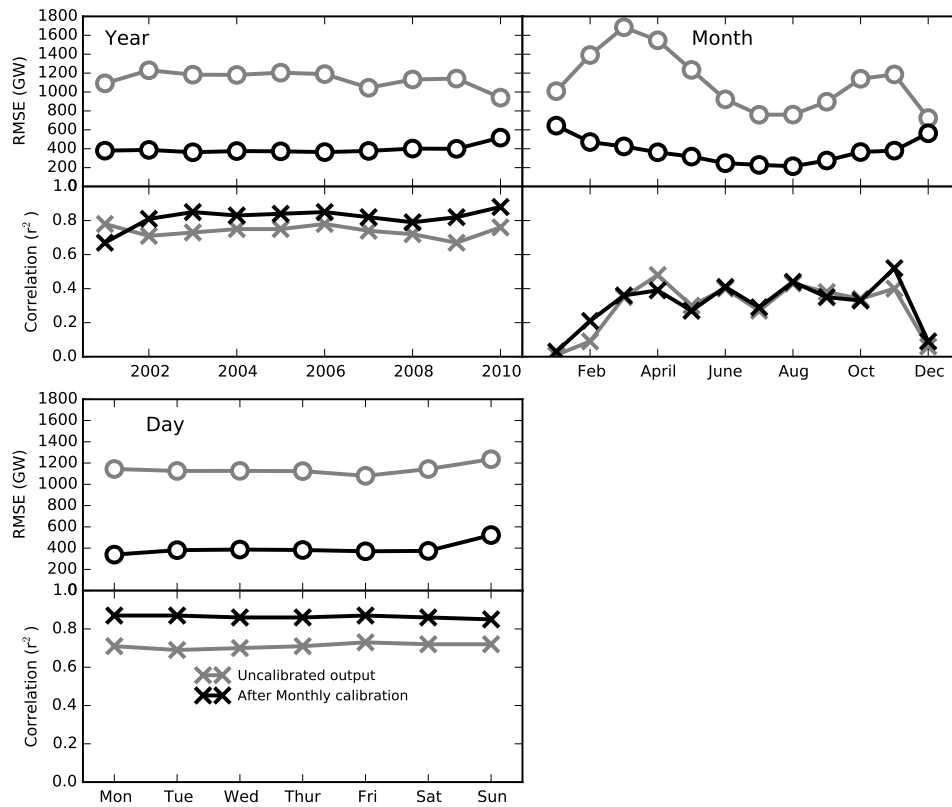 Year
Month
RMSE (GW)
1800
1600
1400
1200
1000
800
600
400
200
1.0
0.8
0.6
0.4
0.2
0.0
Correlation (r²)
2002 2004 2006 2008 2010
Feb April June Aug Oct Dec
Day
RMSE (GW)
1800
1600
1400
1200
1000
800
600
400
200
1.0
0.8
0.6
0.4
0.2
0.0
Correlation (r²)
Uncalibrated output
After Monthly calibration
Mon Tue Wed Thur Fri Sat Sun